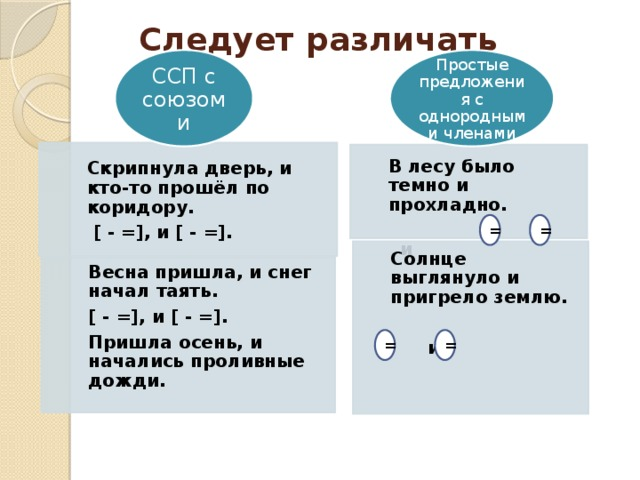 Следует различать
ССП с
союзом
и
Скрипнула дверь, и
кто-то прошёл по
коридору.
[ - =], и [ - =].
Весна пришла, и снег
начал таять.
[ - =], и [ - =].
Пришла осень, и
начались проливные
дожди.
Простые
предложени
я с
однородным
и членами
В лесу было
темно и
прохладно.
= =
и
Солнце
выглянуло и
пригрело землю.
= и =